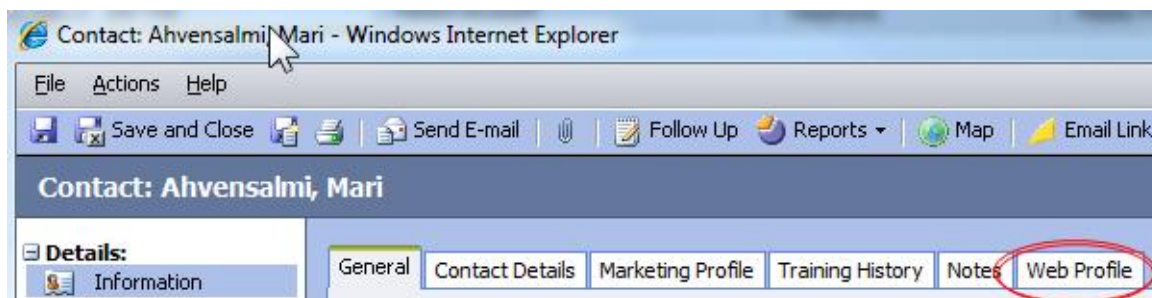 Contact: Ahvensalmi, Mari - Windows Internet Explorer
File Actions Help
Save and Close Send E-mail Follow Up Reports Map Email Link
Contact: Ahvensalmi, Mari
Details:
Information
General Contact Details Marketing Profile Training History Notes Web Profile